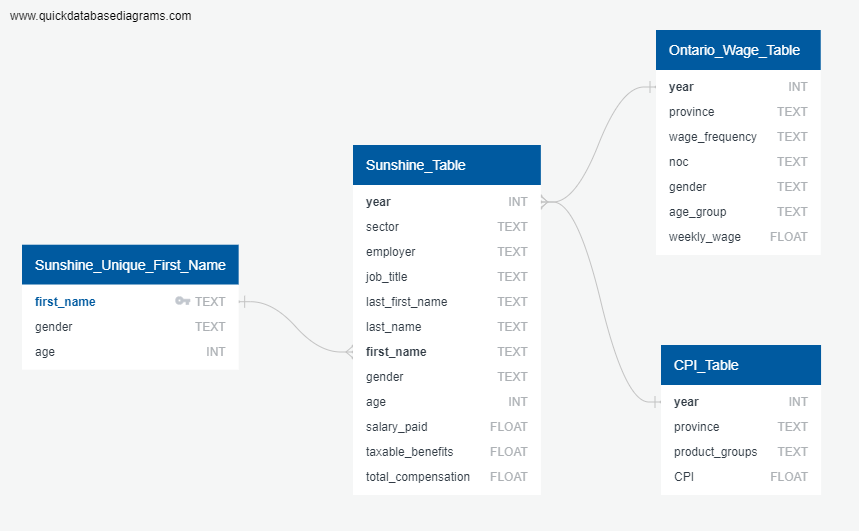 www.quickdatabasediagrams.com
Sunshine_Unique_First_Name
first_name TEXT
gender TEXT
age INT
Sunshine_Table
year INT
sector TEXT
employer TEXT
job_title TEXT
last_first_name TEXT
last_name TEXT
first_name TEXT
gender TEXT
age INT
salary_paid FLOAT
taxable_benefits FLOAT
total_compensation FLOAT
Ontario_Wage_Table
year INT
province TEXT
wage_frequency TEXT
noc TEXT
gender TEXT
age_group TEXT
weekly_wage FLOAT
CPI_Table
year INT
province TEXT
product_groups TEXT
CPI FLOAT